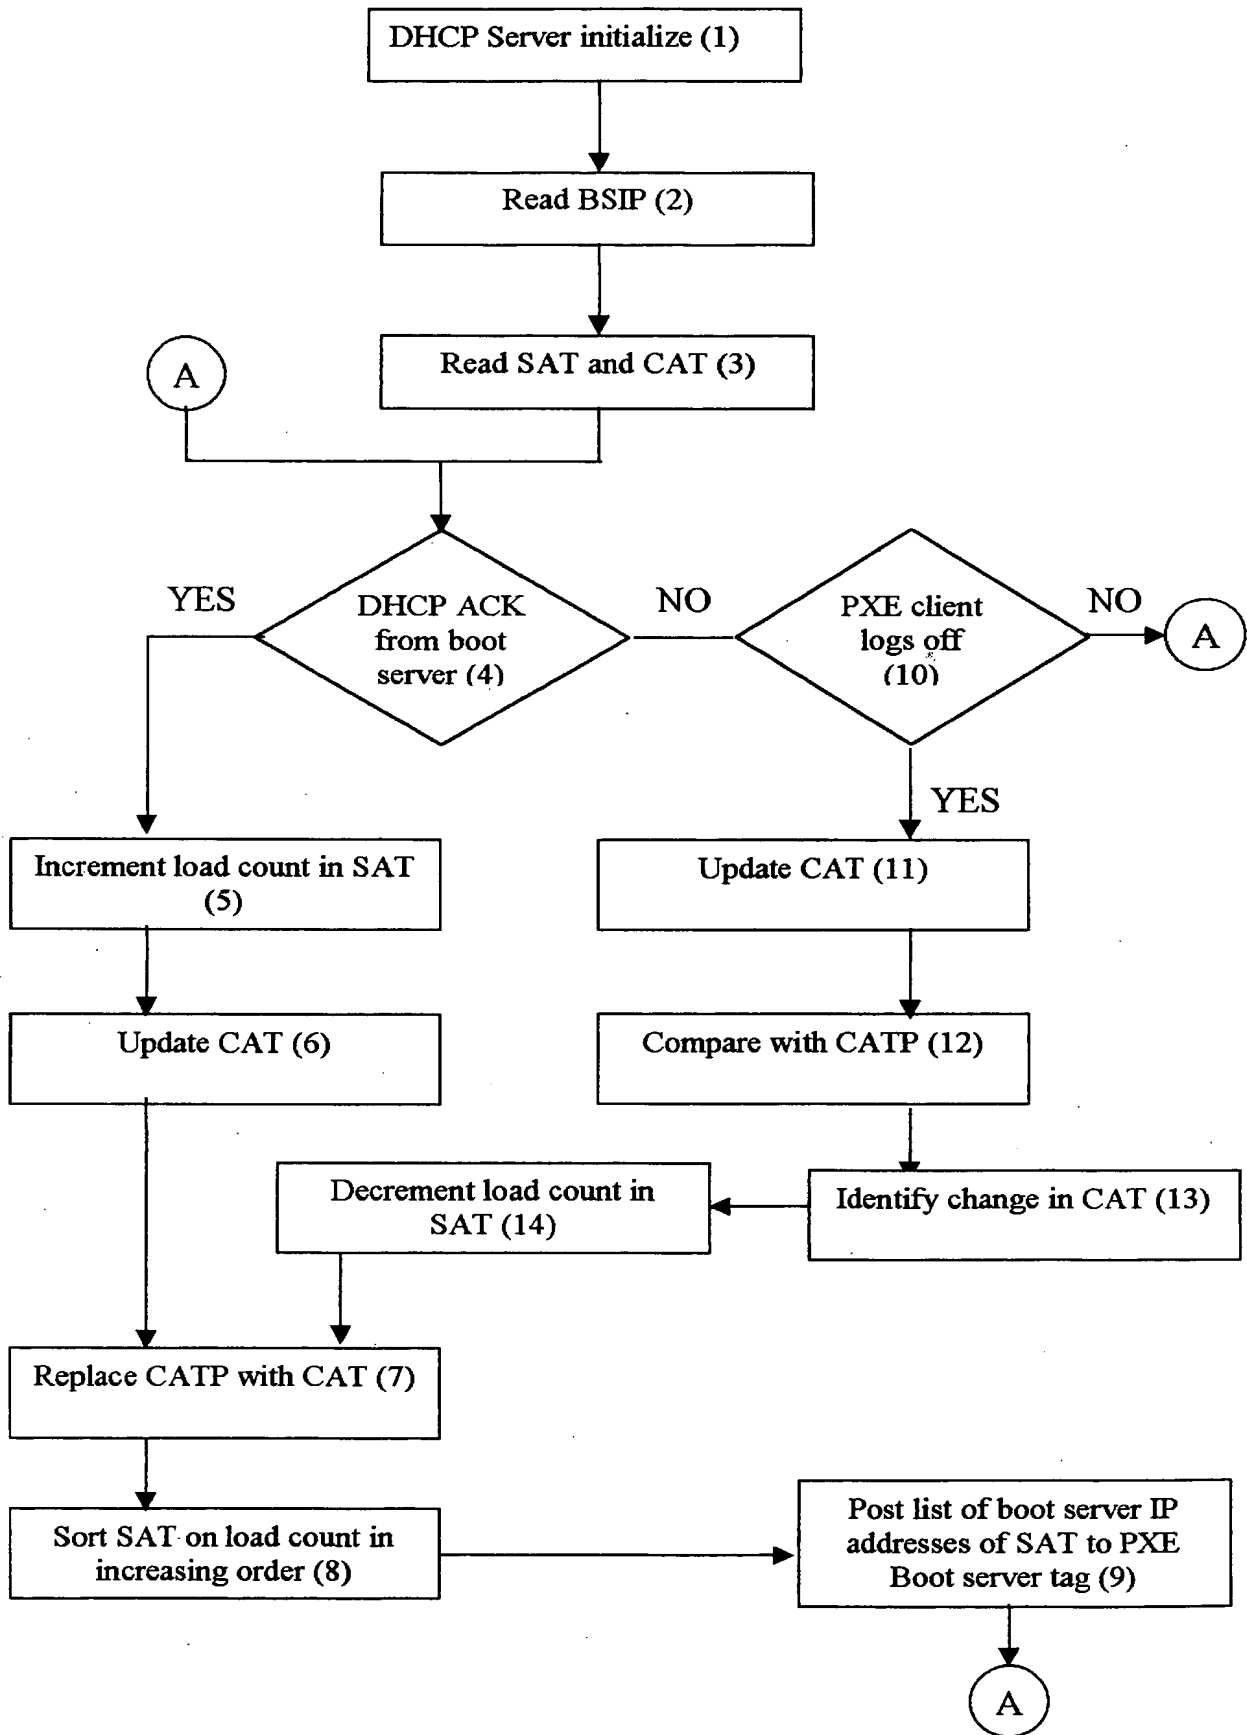 DHCP Server initialize (1)
Read BSIP (2)
Read SAT and CAT (3)
A
YES
DHCP ACK
from boot
server (4)
NO
PXE client
logs off
(10)
NO
A
YES
Increment load count in SAT
(5)
Update CAT (11)
Update CAT (6)
Compare with CATP (12)
Decrement load count in
SAT (14)
Identify change in CAT (13)
Replace CATP with CAT (7)
Sort SAT on load count in
increasing order (8)
Post list of boot server IP
addresses of SAT to PXE
Boot server tag (9)
A